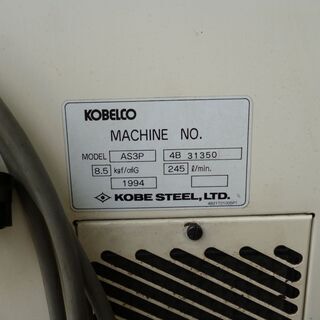 KOBELCO
MACHINE NO.
MODEL AS3P 4B 31350
8.5 kgf/cm²G 245 ℓ/min.
1994
KOBE STEEL, LTD.